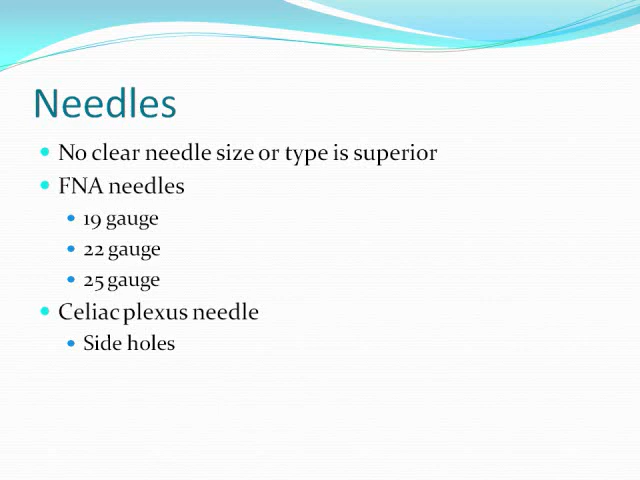 Needles
No clear needle size or type is superior
FNA needles
19 gauge
22 gauge
25 gauge
Celiac plexus needle
Side holes